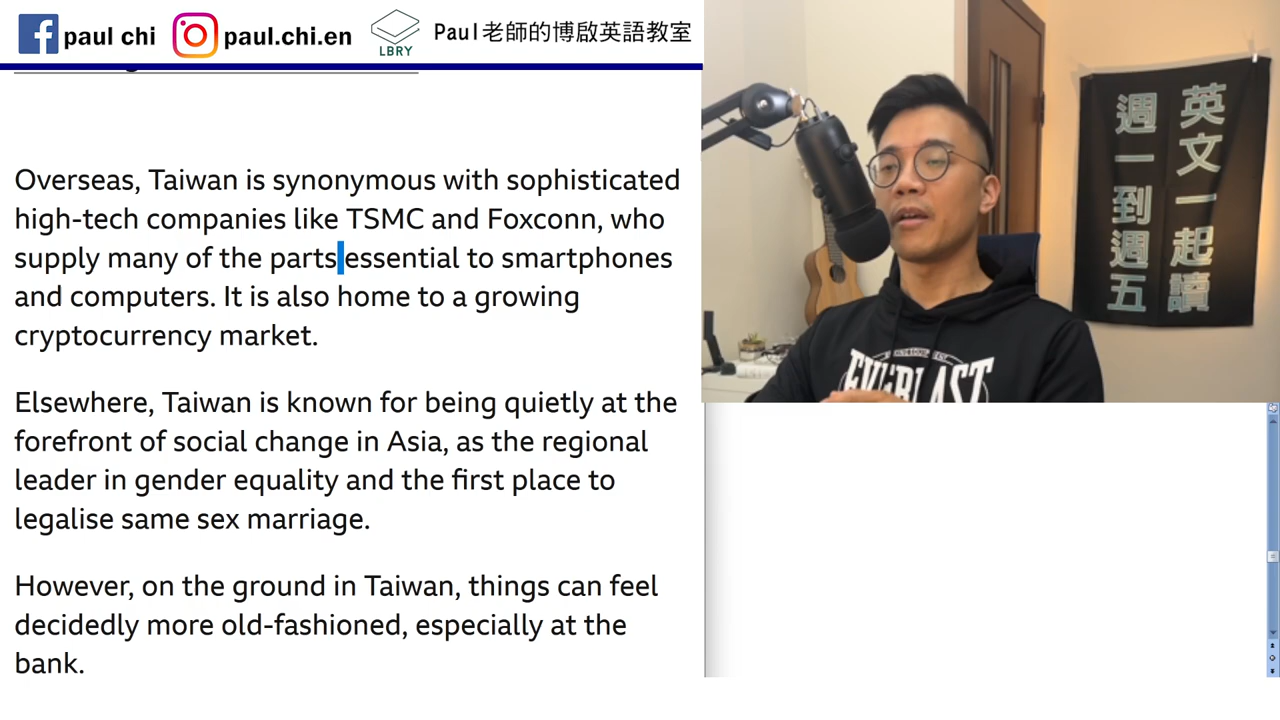 paul chi
paul.chi.en
LBRY
Paul老師的博啟英語教室
Overseas, Taiwan is synonymous with sophisticated
high-tech companies like TSMC and Foxconn, who
supply many of the parts essential to smartphones
and computers. It is also home to a growing
cryptocurrency market.
Elsewhere, Taiwan is known for being quietly at the
forefront of social change in Asia, as the regional
leader in gender equality and the first place to
legalise same sex marriage.
However, on the ground in Taiwan, things can feel
decidedly more old-fashioned, especially at the
bank.
英文一起讀
週一到週五
EVERLAST